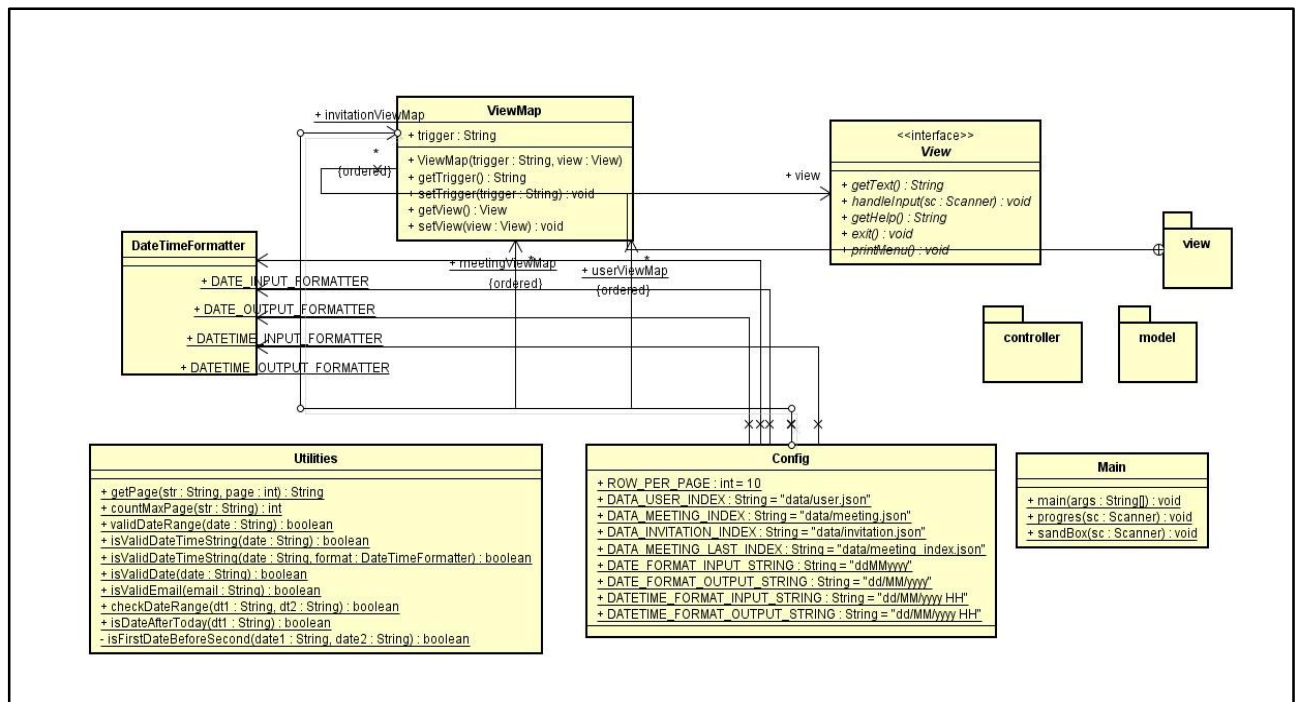 + invitationViewMap
*
{ordered}
ViewMap
+ trigger : String
+ ViewMap(trigger : String, view : View)
+ getTrigger() : String
+ setTrigger(trigger : String) : void
+ getView() : View
+ setView(view : View) : void
+ view
<<interface>>
View
+ getText() : String
+ handleInput(sc : Scanner) : void
+ getHelp() : String
+ exit() : void
+ printMenu() : void
view
controller
model
DateTimeFormatter
+ DATE_INPUT_FORMATTER
+ DATE_OUTPUT_FORMATTER
+ DATETIME_INPUT_FORMATTER
+ DATETIME_OUTPUT_FORMATTER
*
+ meetingViewMap
{ordered}
*
+ userViewMap
{ordered}
Utilities
+ getPage(str : String, page : int) : String
+ countMaxPage(str : String) : int
+ validDateRange(date : String) : boolean
+ isValidDateTimeString(date : String) : boolean
+ isValidDateTimeString(date : String, format : DateTimeFormatter) : boolean
+ isValidDate(date : String) : boolean
+ isValidEmail(email : String) : boolean
+ checkDateRange(dt1 : String, dt2 : String) : boolean
+ isDateAfterToday(dt1 : String) : boolean
- isFirstDateBeforeSecond(date1 : String, date2 : String) : boolean
Config
+ ROW_PER_PAGE : int = 10
+ DATA_USER_INDEX : String = "data/user.json"
+ DATA_MEETING_INDEX : String = "data/meeting.json"
+ DATA_INVITATION_INDEX : String = "data/invitation.json"
+ DATA_MEETING_LAST_INDEX : String = "data/meeting_index.json"
+ DATE_FORMAT_INPUT_STRING : String = "ddMMyyyy"
+ DATE_FORMAT_OUTPUT_STRING : String = "dd/MM/yyyy"
+ DATETIME_FORMAT_INPUT_STRING : String = "dd/MM/yyyy HH"
+ DATETIME_FORMAT_OUTPUT_STRING : String = "dd/MM/yyyy HH"
Main
+ main(args : String[]) : void
+ progres(sc : Scanner) : void
+ sandBox(sc : Scanner) : void